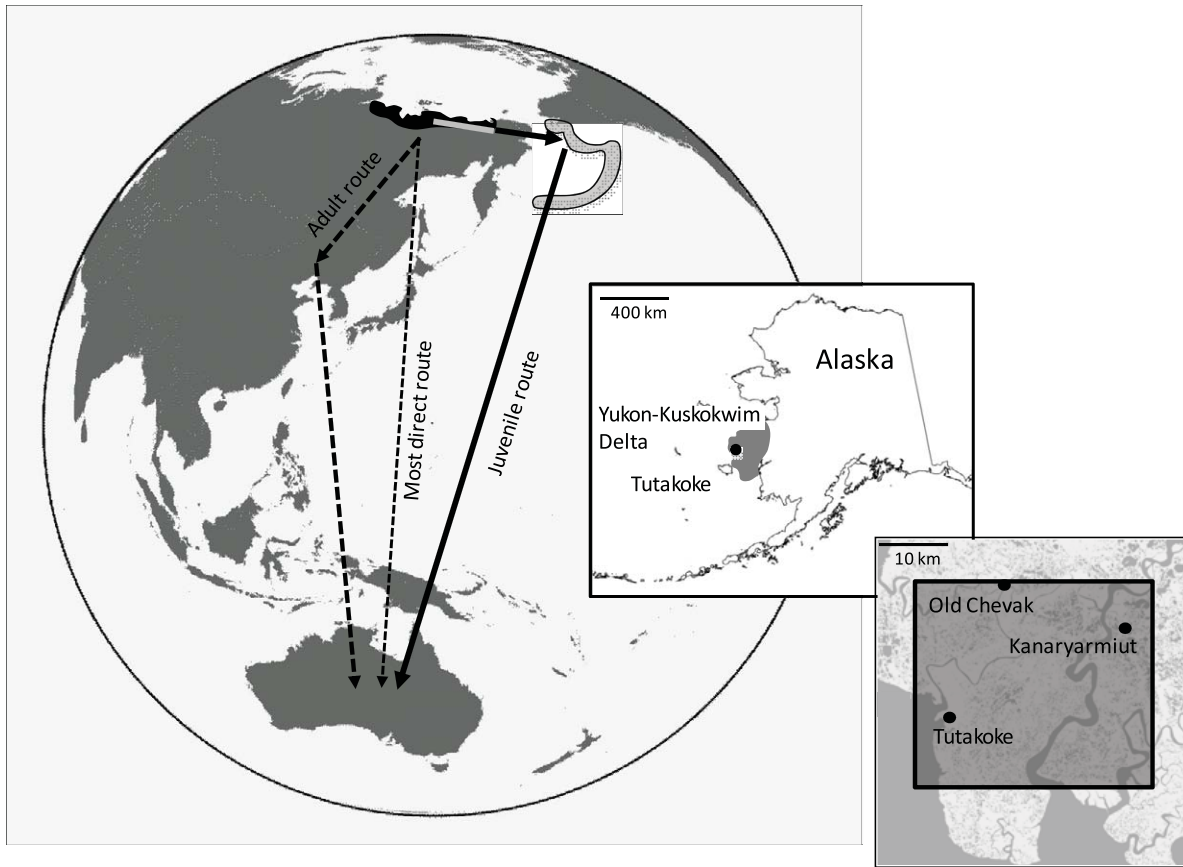 Adult route
Most direct route
Juvenile route
400 km
Alaska
Yukon-Kuskokwim
Delta
Tutakoke
10 km
Old Chevak
Kanaryarmiut
Tutakoke